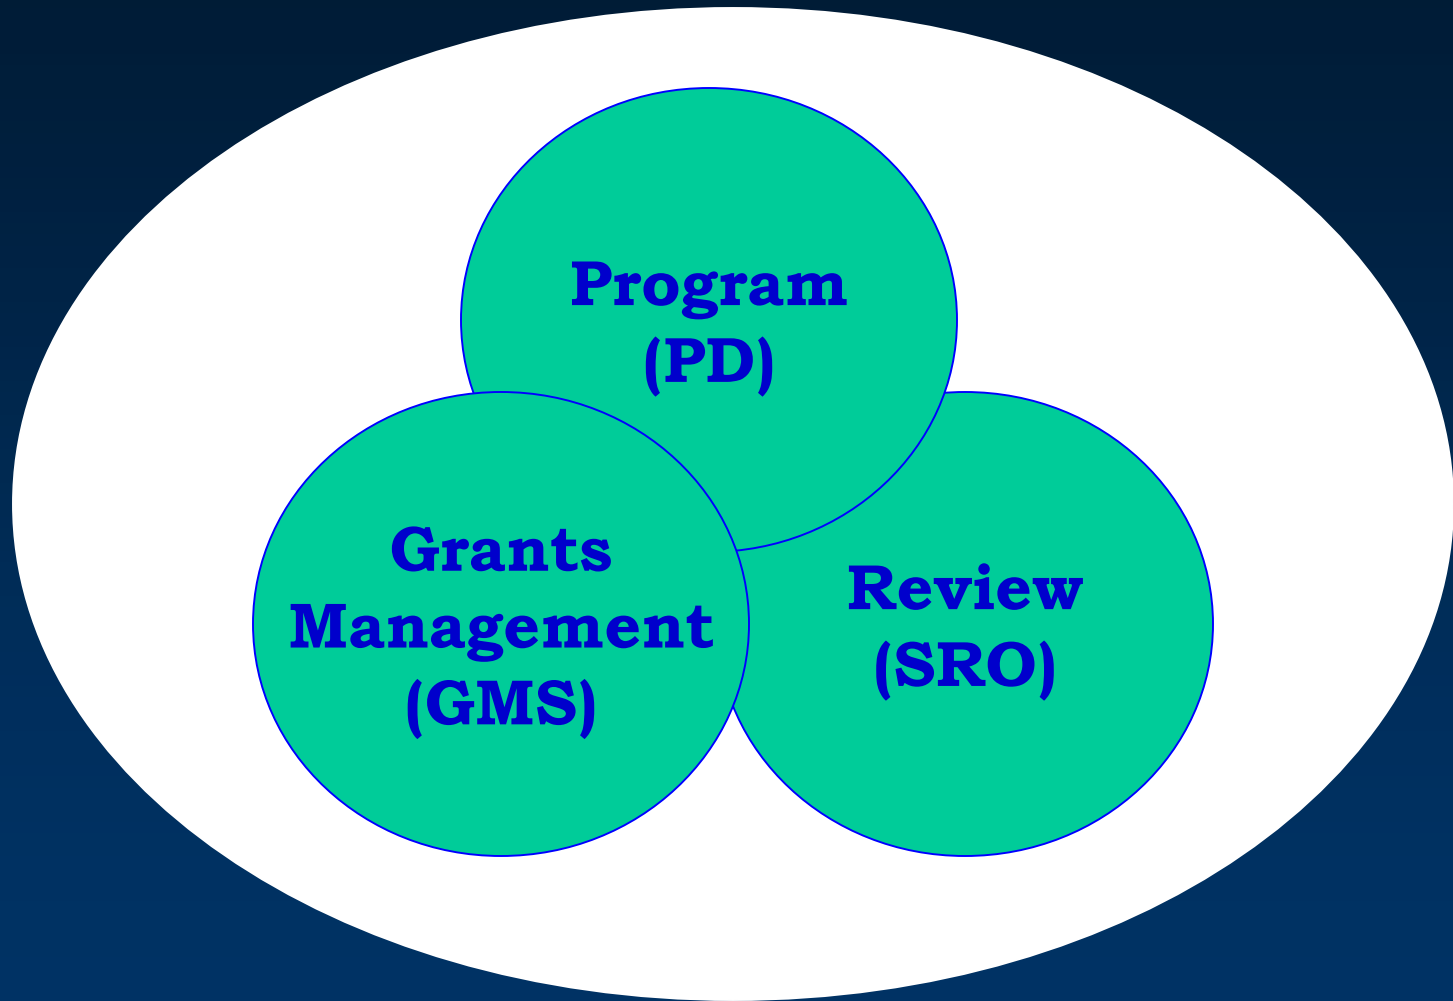 Program
(PD)
Grants
Management
(GMS)
Review
(SRO)